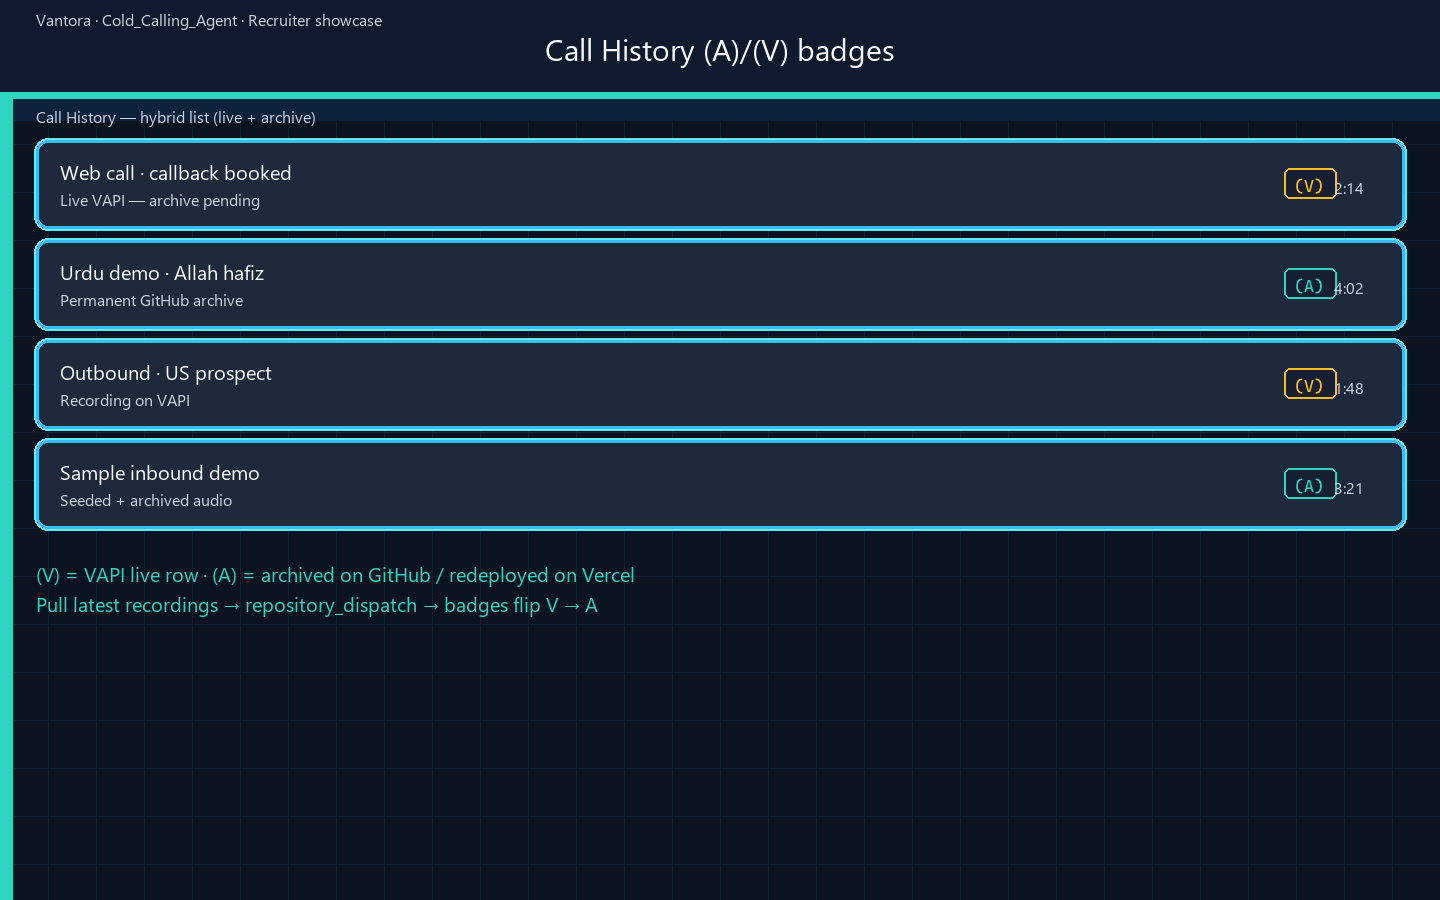 Vantora · Cold_Calling_Agent · Recruiter showcase
Call History (A)/(V) badges
Call History — hybrid list (live + archive)
Web call · callback booked
Live VAPI — archive pending
(V) 2:14
Urdu demo · Allah hafiz
Permanent GitHub archive
(A) 4:02
Outbound · US prospect
Recording on VAPI
(V) 1:48
Sample inbound demo
Seeded + archived audio
(A) 3:21
(V) = VAPI live row · (A) = archived on GitHub / redeployed on Vercel
Pull latest recordings → repository_dispatch → badges flip V → A